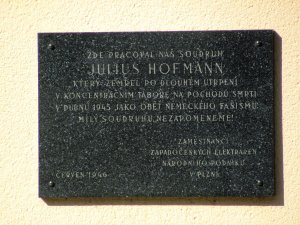 ZDE PRACOVAL NÁŠ SOUDRUH
JULIUS HOFMANN,
KTERÝ ZEMŘEL PO DLOUHÉM UTRPENÍ
V KONCENTRAČNÍM TÁBOŘE NA POCHODU SMRTI
V DUBNU 1945 JAKO OBĚŤ NĚMECKÉHO FAŠISMU.
MILÝ SOUDRUHU, NEZAPOMENEME!
ZAMĚSTNANCI
ZÁPADOČESKÝCH ELEKTRÁREN
NÁRODNÍHO PODNIKU
ČERVEN 1946 V PLZNI.